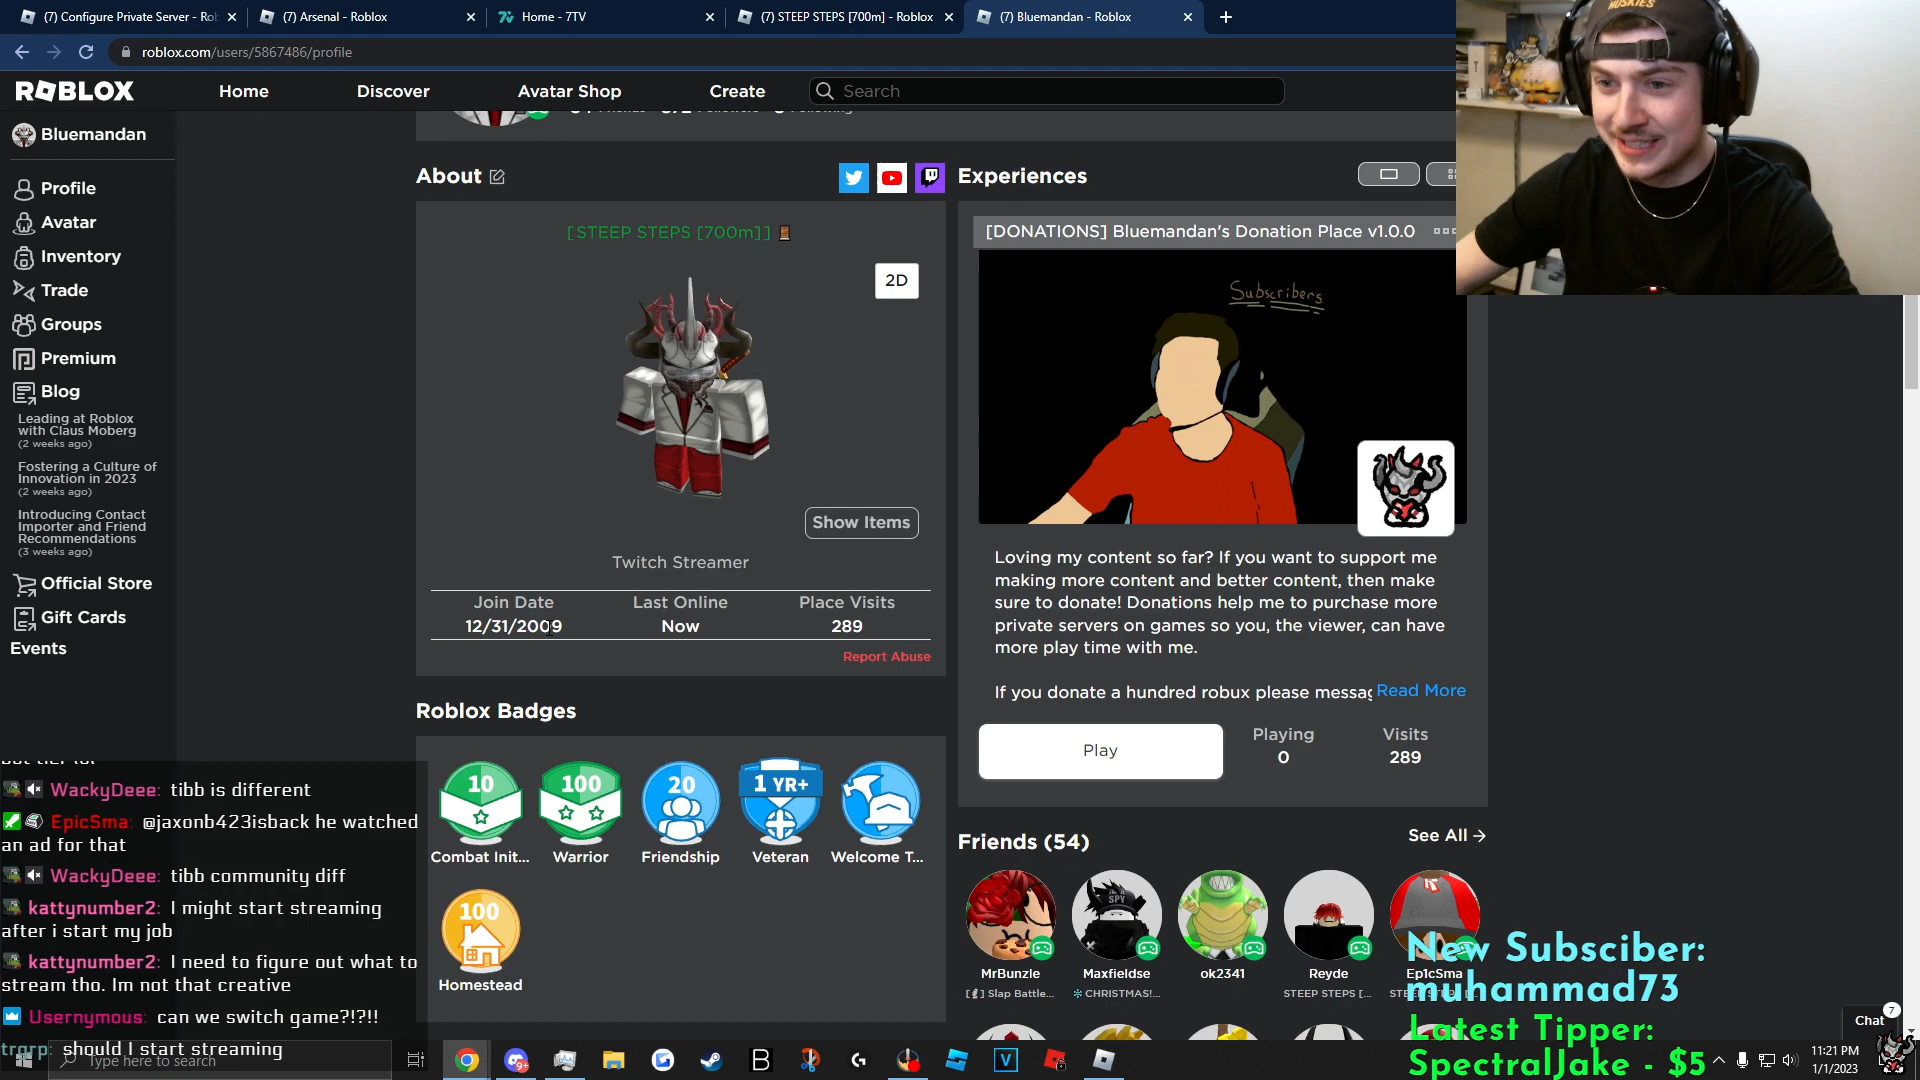 (7) Configure Private Server - Rob
(7) Arsenal - Roblox
Home - 7TV
(7) STEEP STEPS [700m] - Roblox
(7) Bluemandan - Roblox
roblox.com/users/5867486/profile
HUSKIES
ROBLOX
Home
Discover
Avatar Shop
Create
Search
Bluemandan
Profile
Avatar
Inventory
Trade
Groups
Premium
Blog
Leading at Roblox
with Claus Moberg
(2 weeks ago)
Fostering a Culture of
Innovation in 2023
(2 weeks ago)
Introducing Contact
Importer and Friend
Recommendations
(3 weeks ago)
Official Store
Gift Cards
Events
About
[STEEP STEPS [700m]]
2D
Show Items
Twitch Streamer
Join Date
12/31/2009
Last Online
Now
Place Visits
289
Report Abuse
Roblox Badges
10
Combat Init...
100
Warrior
20
Friendship
1 YR+
Veteran
Welcome T...
100
Homestead
Experiences
[DONATIONS] Bluemandan's Donation Place v1.0.0
Subscribers
Loving my content so far? If you want to support me
making more content and better content, then make
sure to donate! Donations help me to purchase more
private servers on games so you, the viewer, can have
more play time with me.
If you donate a hundred robux please messag
Read More
Play
Playing
0
Visits
289
Friends (54)
See All
MrBunzle
Slap Battle...
Maxfieldse
CHRISTMAS!...
SPY
ok2341
Reyde
STEEP STEPS [...
Ep1cSma
New Subsciber:
muhammad73
Latest Tipper:
SpectralJake - $5
Chat
7
WackyDeee: tibb is different
EpicSma: @jaxonb423isback he watched
an ad for that
WackyDeee: tibb community diff
kattynumber2: I might start streaming
after i start my job
kattynumber2: I need to figure out what to
stream tho. Im not that creative
Usernymous: can we switch game?!?!!
should I start streaming
Type here to search
11:21 PM
1/1/2023